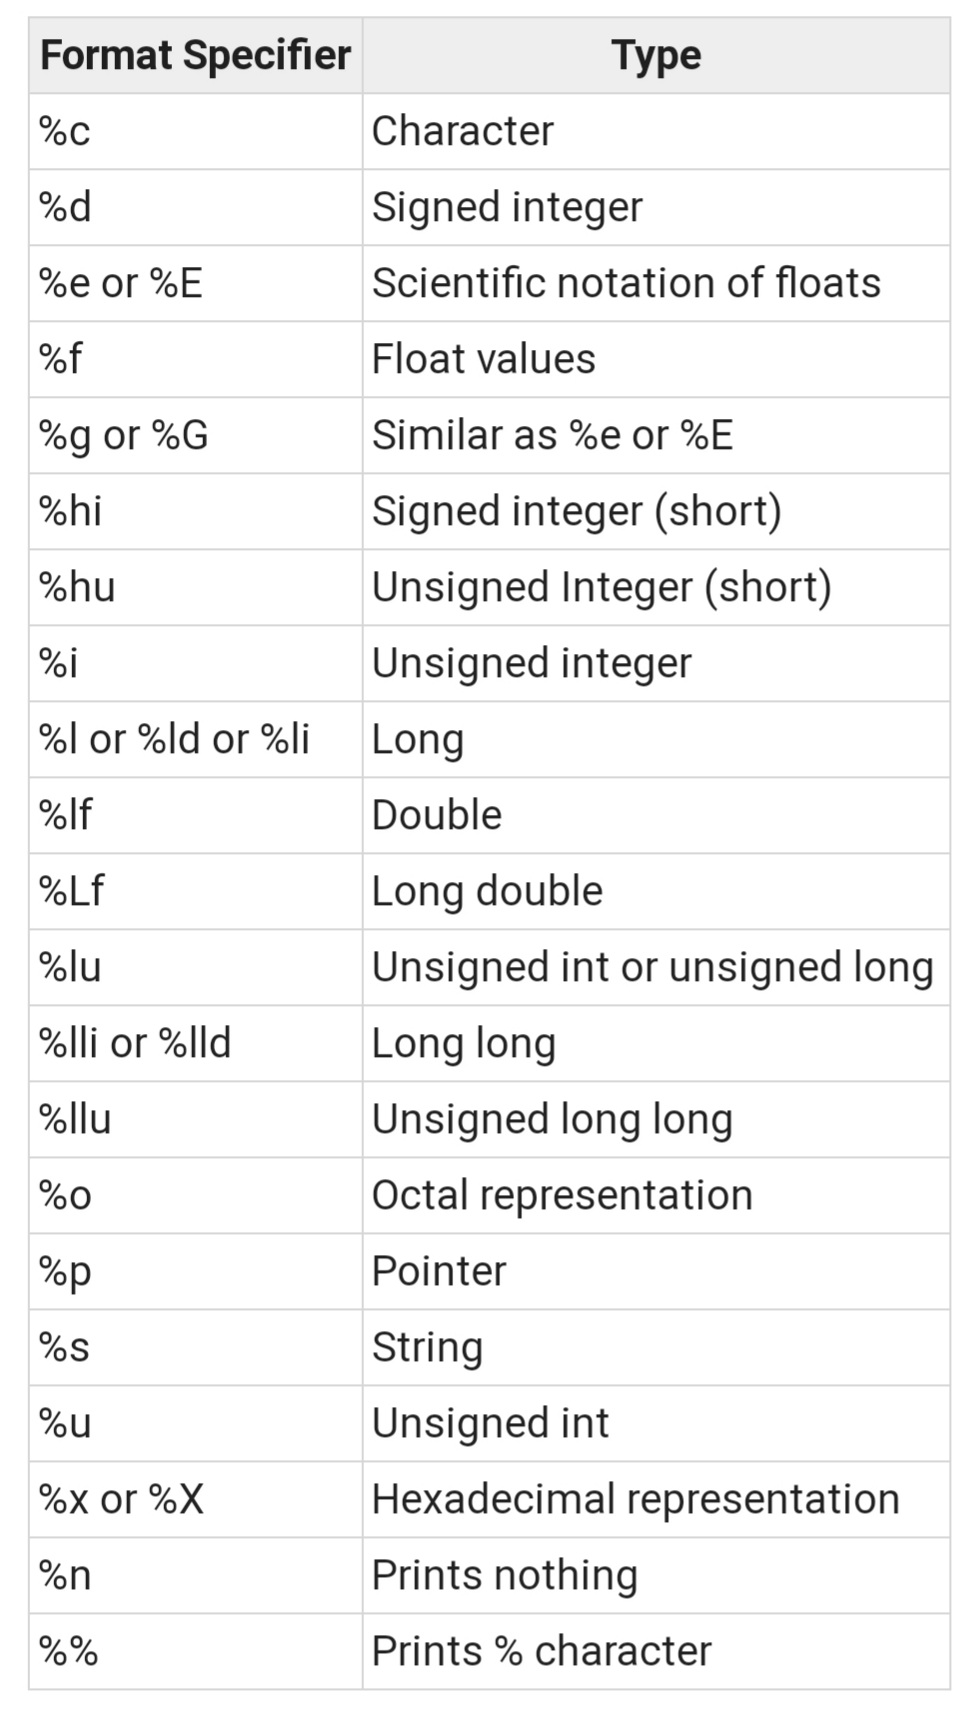 Format Specifier Type
%c Character
%d Signed integer
%e or %E Scientific notation of floats
%f Float values
%g or %G Similar as %e or %E
%hi Signed integer (short)
%hu Unsigned Integer (short)
%i Unsigned integer
%l or %ld or %li Long
%lf Double
%Lf Long double
%lu Unsigned int or unsigned long
%lli or %lld Long long
%llu Unsigned long long
%o Octal representation
%p Pointer
%s String
%u Unsigned int
%x or %X Hexadecimal representation
%n Prints nothing
%% Prints % character